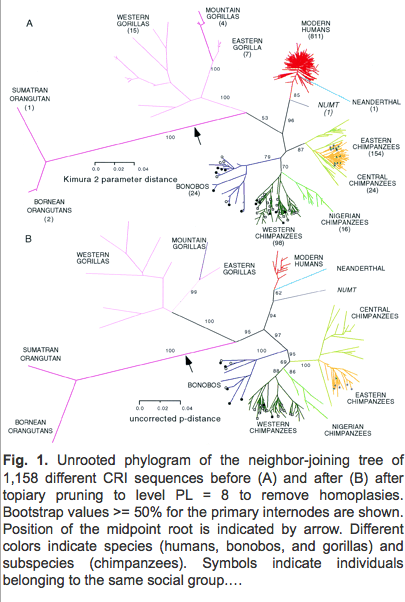 A
WESTERN
GORILLAS
(15)
MOUNTAIN
GORILLAS
(4)
EASTERN
GORILLA
(7)
MODERN
HUMANS
(811)
SUMATRAN
ORANGUTAN
(1)
100
100
85
NUMT
(1)
NEANDERTHAL
(1)
53
96
100
EASTERN
CHIMPANZEES
(154)
87
79
70
0 0.02 0.04
Kimura 2 parameter distance
BONOBOS
(24)
CENTRAL
CHIMPANZEES
(24)
BORNEAN
ORANGUTANS
(2)
WESTERN
CHIMPANZEES
(98)
NIGERIAN
CHIMPANZEES
(16)
B
MOUNTAIN
GORILLAS
WESTERN
GORILLAS
EASTERN
GORILLAS
MODERN
HUMANS
NEANDERTHAL
99
62
NUMT
CENTRAL
CHIMPANZEES
94
95
97
100
SUMATRAN
ORANGUTAN
100
95
69
100
88
86
BONOBOS
EASTERN
CHIMPANZEES
0 0.02 0.04
uncorrected p-distance
BORNEAN
ORANGUTANS
WESTERN
CHIMPANZEES
NIGERIAN
CHIMPANZEES
Fig. 1. Unrooted phylogram of the neighbor-joining tree of
1,158 different CRI sequences before (A) and after (B) after
topiary pruning to level PL = 8 to remove homoplasies.
Bootstrap values >= 50% for the primary internodes are shown.
Position of the midpoint root is indicated by arrow. Different
colors indicate species (humans, bonobos, and gorillas) and
subspecies (chimpanzees). Symbols indicate individuals
belonging to the same social group….